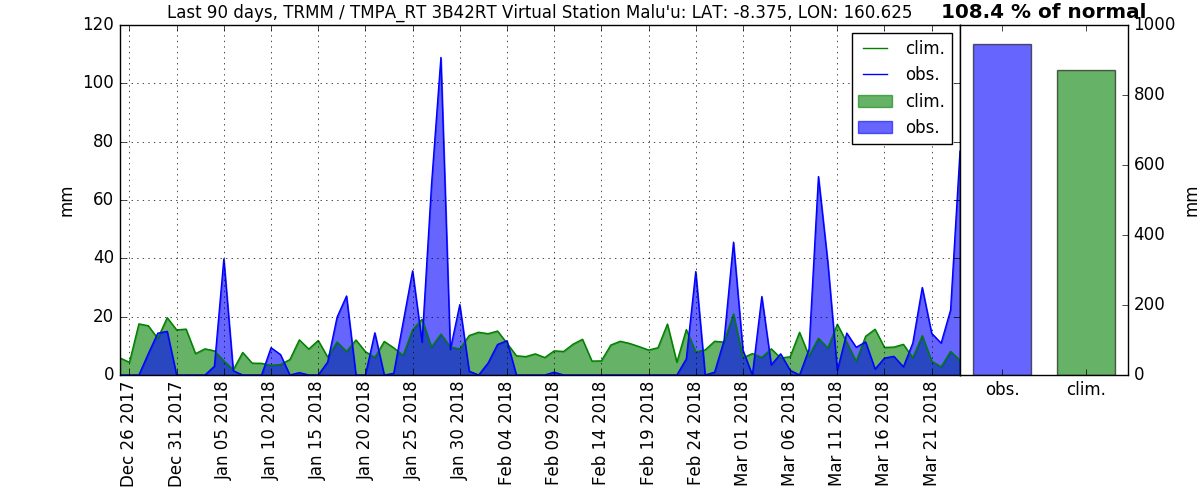 Last 90 days, TRMM / TMPA_RT 3B42RT Virtual Station Malu'u: LAT: -8.375, LON: 160.625
108.4 % of normal
120
100
80
60
40
20
0
mm
clim.
obs.
clim.
obs.
1000
800
600
400
200
0
mm
obs.
clim.
Dec 26 2017
Dec 31 2017
Jan 05 2018
Jan 10 2018
Jan 15 2018
Jan 20 2018
Jan 25 2018
Jan 30 2018
Feb 04 2018
Feb 09 2018
Feb 14 2018
Feb 19 2018
Feb 24 2018
Mar 01 2018
Mar 06 2018
Mar 11 2018
Mar 16 2018
Mar 21 2018